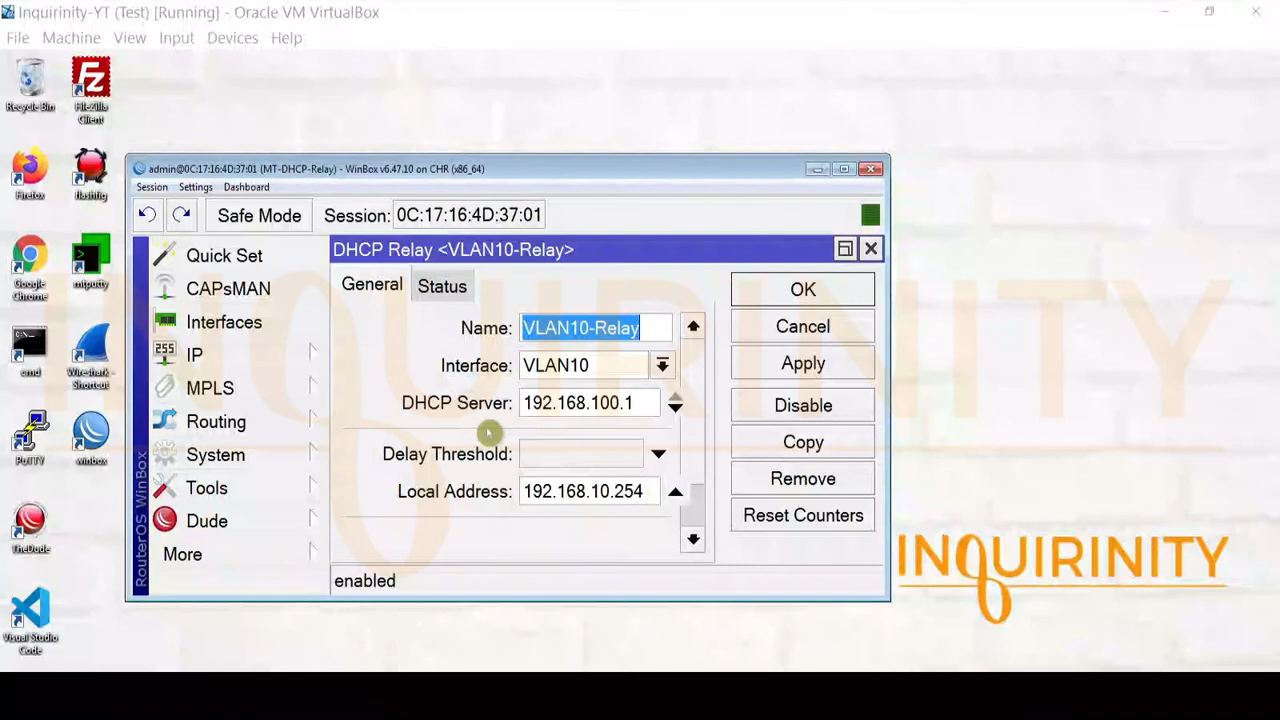 Inquirinity-YT (Test) [Running] - Oracle VM VirtualBox
File Machine View Input Devices Help
Recycle Bin
FileZilla Client
Firefox
flashfig
Google Chrome
mtputty
cmd
Wireshark - Shortcut
PuTTY
winbox
TheDude
Visual Studio Code
admin@0C:17:16:4D:37:01 (MT-DHCP-Relay) - WinBox v6.47.10 on CHR (x86_64)
Session Settings Dashboard
Safe Mode Session: 0C:17:16:4D:37:01
RouterOS WinBox
Quick Set
CAPsMAN
Interfaces
255 IP
MPLS
Routing
System
Tools
Dude
More
DHCP Relay <VLAN10-Relay>
General Status
Name: VLAN10-Relay
Interface: VLAN10
DHCP Server: 192.168.100.1
Delay Threshold:
Local Address: 192.168.10.254
OK
Cancel
Apply
Disable
Copy
Remove
Reset Counters
enabled
INQUIRINITY
INQUIRINITY